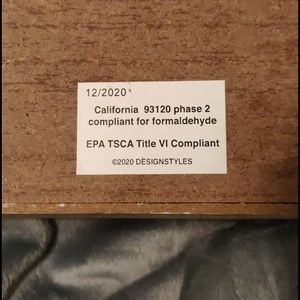 12/2020
California 93120 phase 2
compliant for formaldehyde
EPA TSCA Title VI Compliant
©2020 DESIGNSTYLES